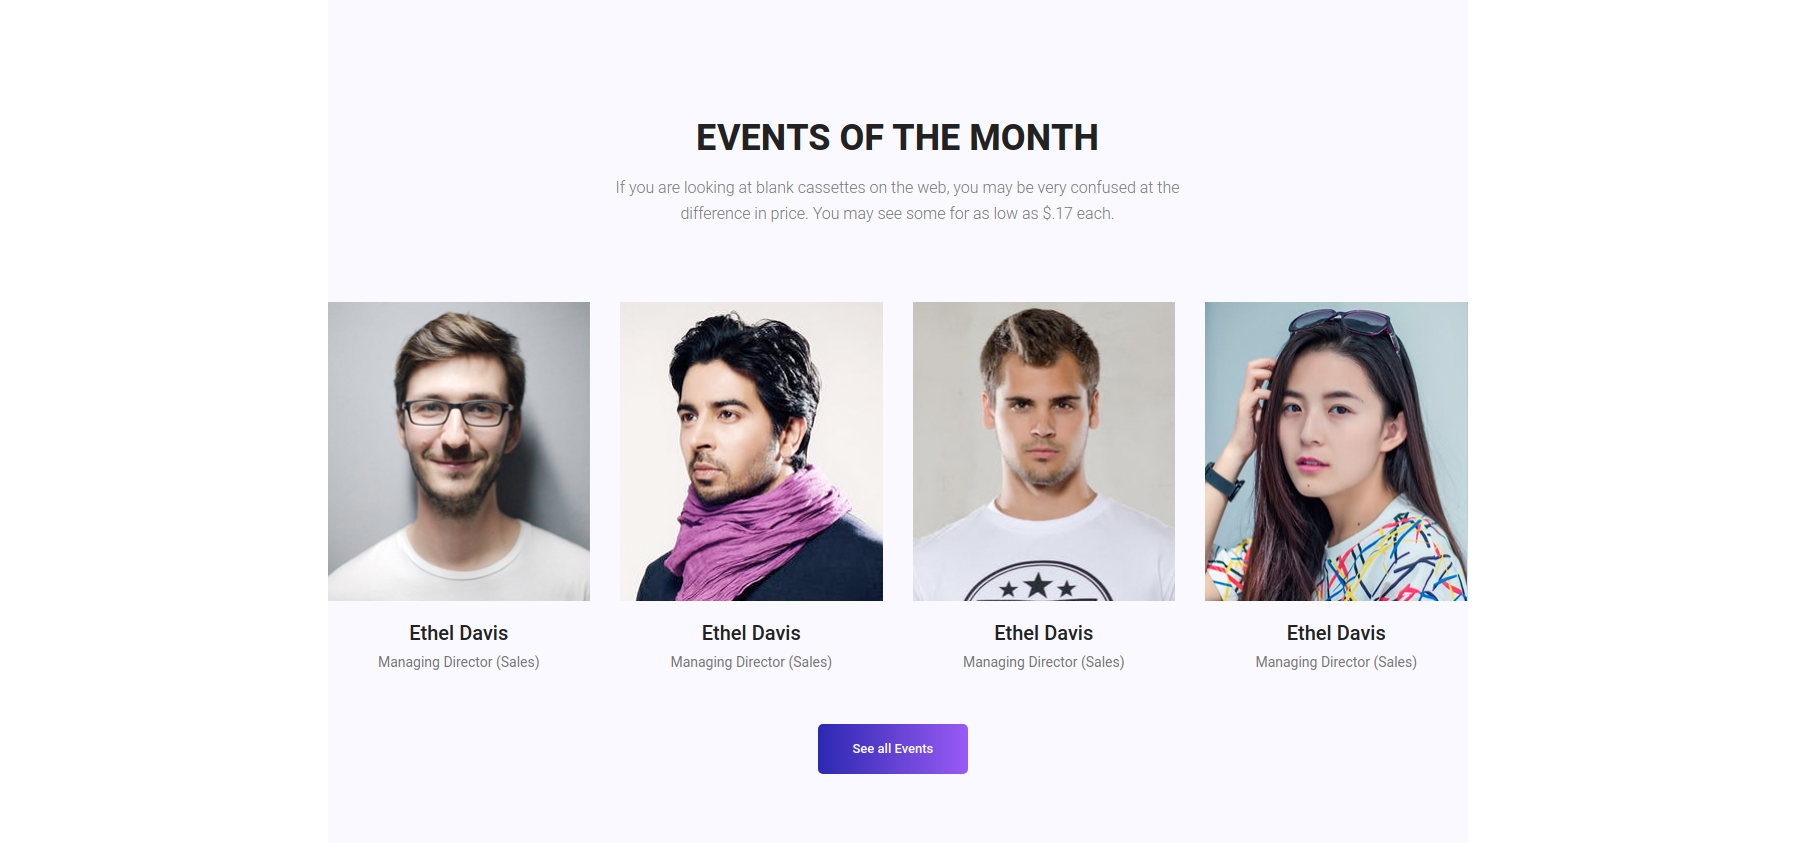 EVENTS OF THE MONTH
If you are looking at blank cassettes on the web, you may be very confused at the
difference in price. You may see some for as low as $.17 each.
Ethel Davis
Managing Director (Sales)
Ethel Davis
Managing Director (Sales)
Ethel Davis
Managing Director (Sales)
Ethel Davis
Managing Director (Sales)
See all Events